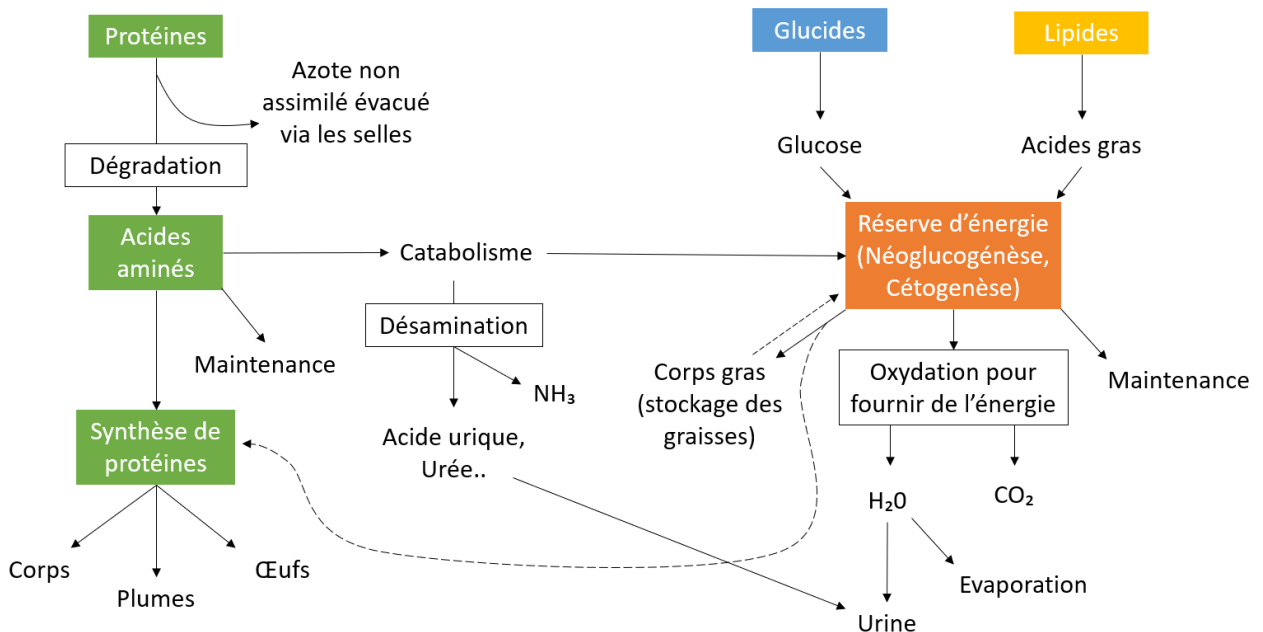 Protéines
Glucides
Lipides
Azote non
assimilé évacué
via les selles
Dégradation
Glucose
Acides gras
Acides
aminés
Catabolisme
Réserve d’énergie
(Néoglucogénèse,
Cétogenèse)
Désamination
Maintenance
NH₃
Corps gras
(stockage des
graisses)
Oxydation pour
fournir de l’énergie
Maintenance
Synthèse de
protéines
Acide urique,
Urée..
H₂0
CO₂
Corps
Plumes
Œufs
Evaporation
Urine